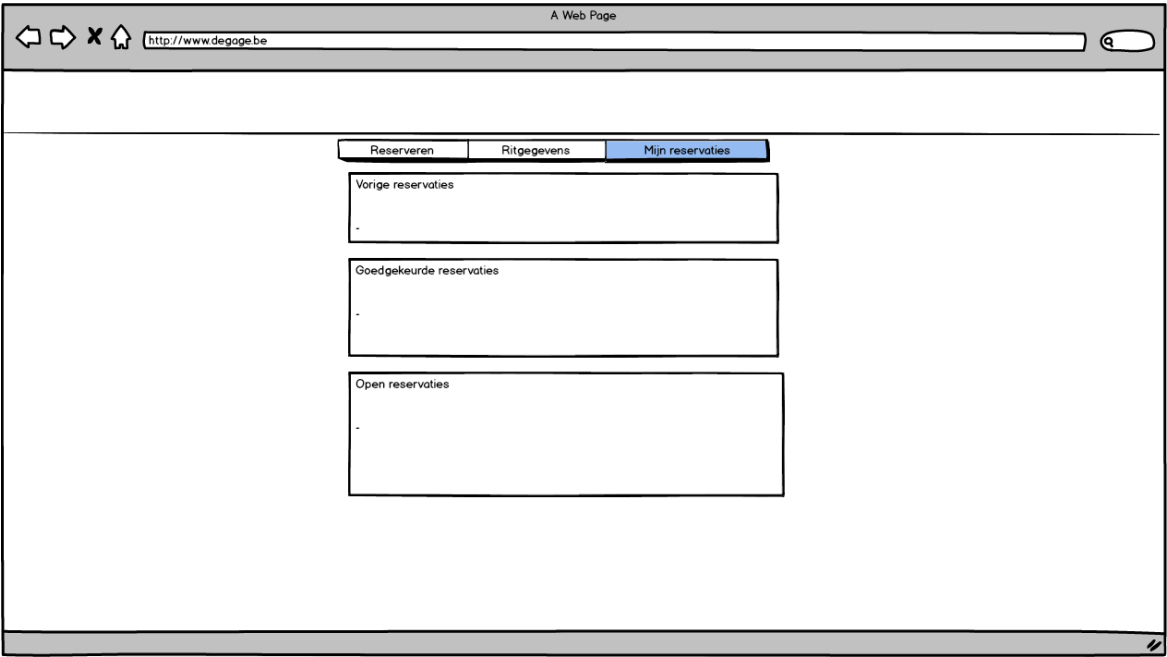 A Web Page
http://www.degage.be
Reserveren
Ritgegevens
Mijn reservaties
Vorige reservaties
-
Goedgekeurde reservaties
-
Open reservaties
-